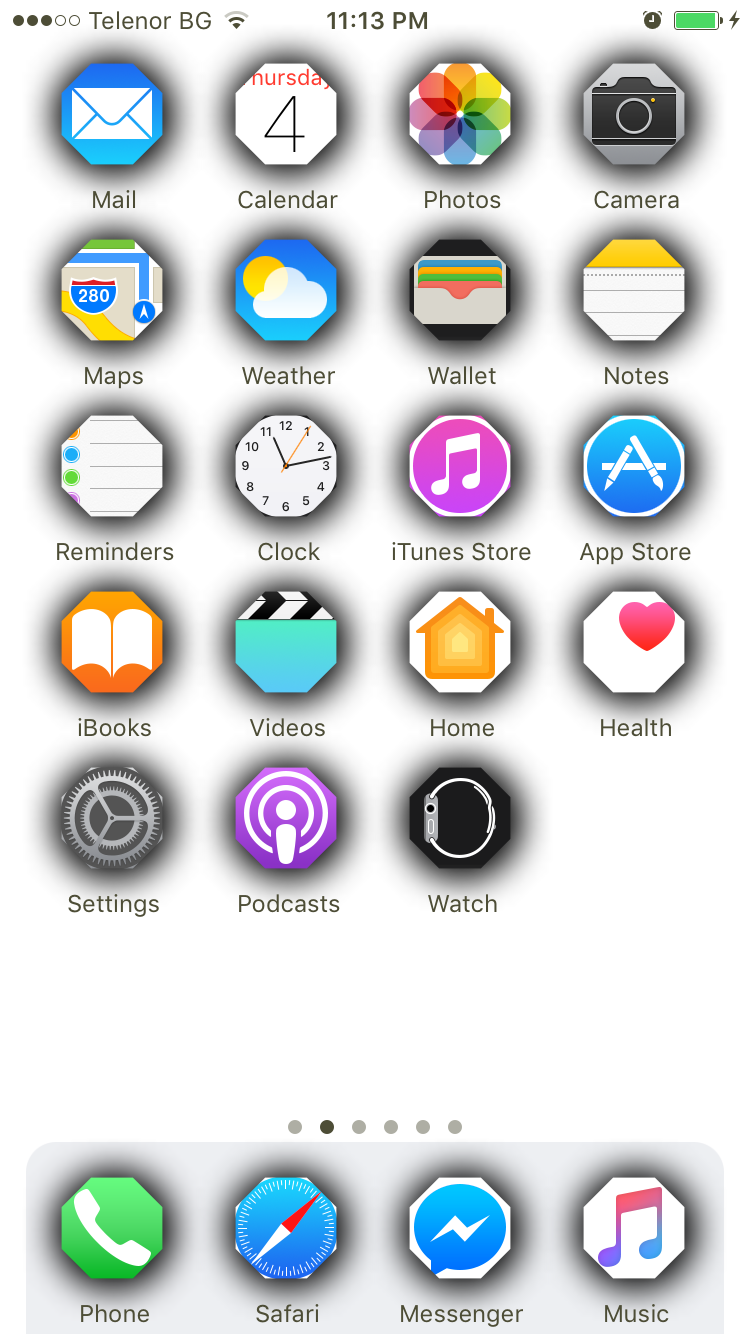 Telenor BG 11:13 PM
hursday
4
Mail Calendar Photos Camera
280
Maps Weather Wallet Notes
12
11 1
10 2
9 3
8 4
7 5
6
Reminders Clock iTunes Store App Store
iBooks Videos Home Health
Settings Podcasts Watch
Phone Safari Messenger Music